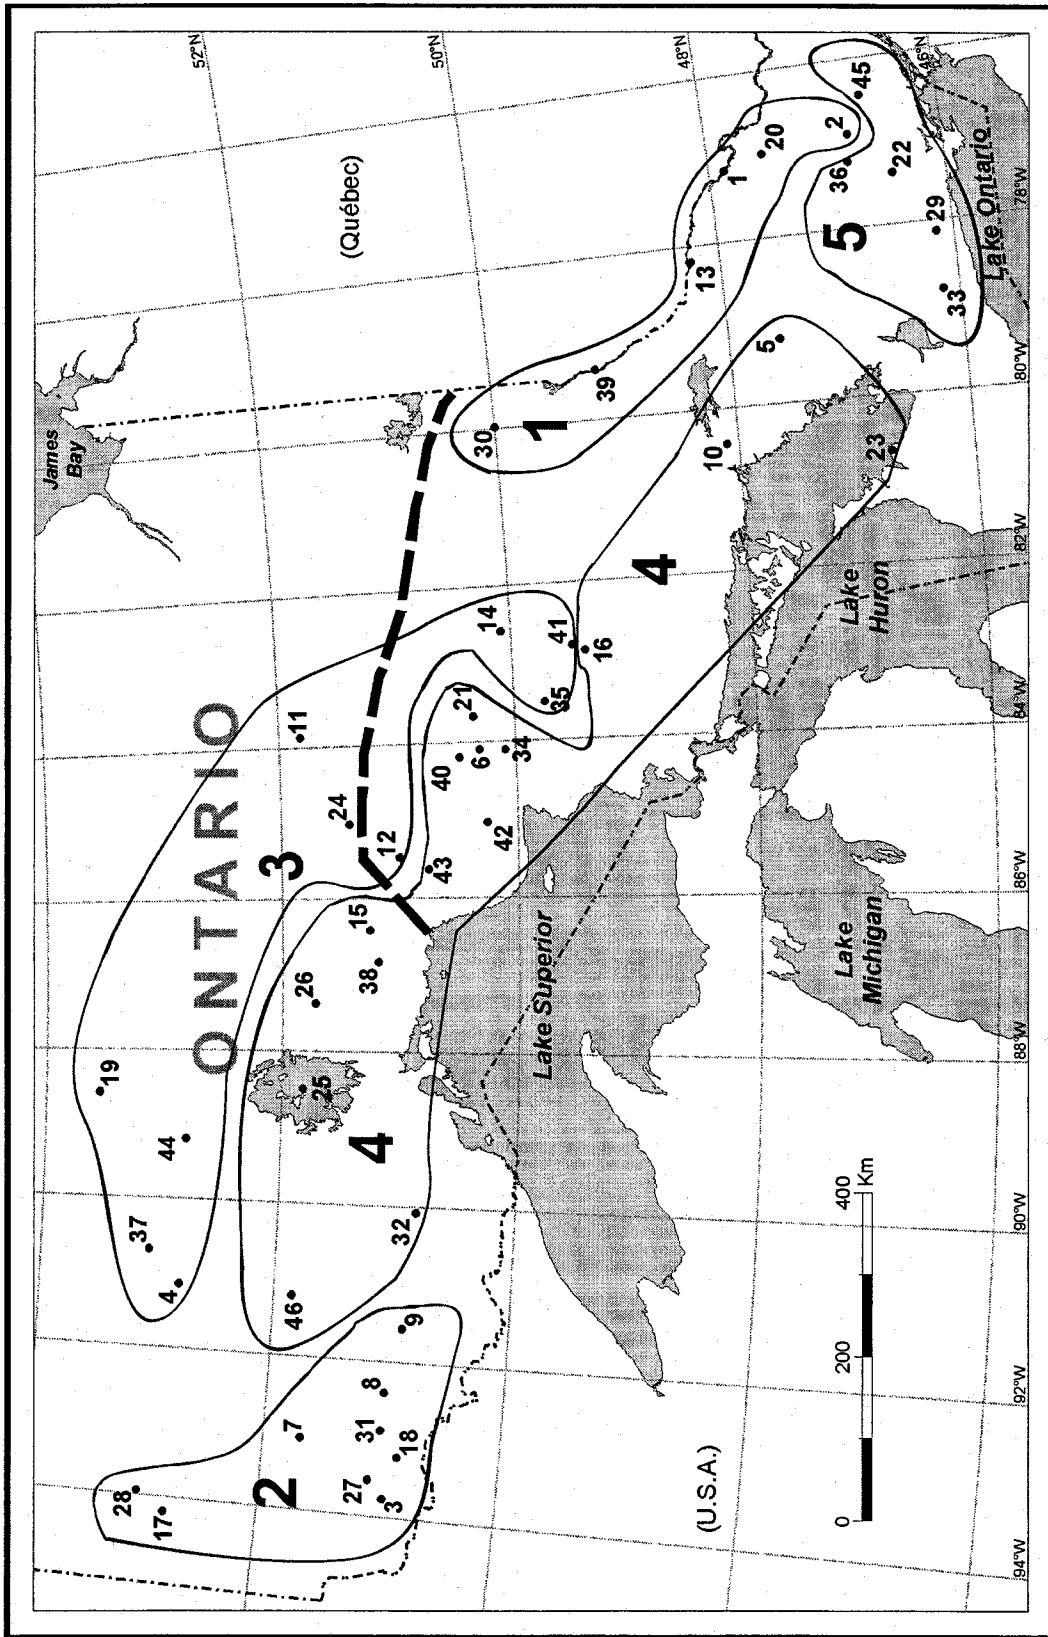 52°N
50°N
48°N
46°N
James
Bay
(Québec)
ONTARIO
Lake Ontario
Lake
Huron
Lake
Michigan
Lake Superior
(U.S.A.)
1
2
3
4
4
5
1
2
3
4
5
6
7
8
9
10
11
12
13
14
15
16
17
18
19
20
21
22
23
24
25
26
27
28
29
30
31
32
33
34
35
36
37
38
39
40
41
42
43
44
45
46
0 200 400 Km
94°W
92°W
90°W
88°W
86°W
84°W
82°W
80°W
78°W